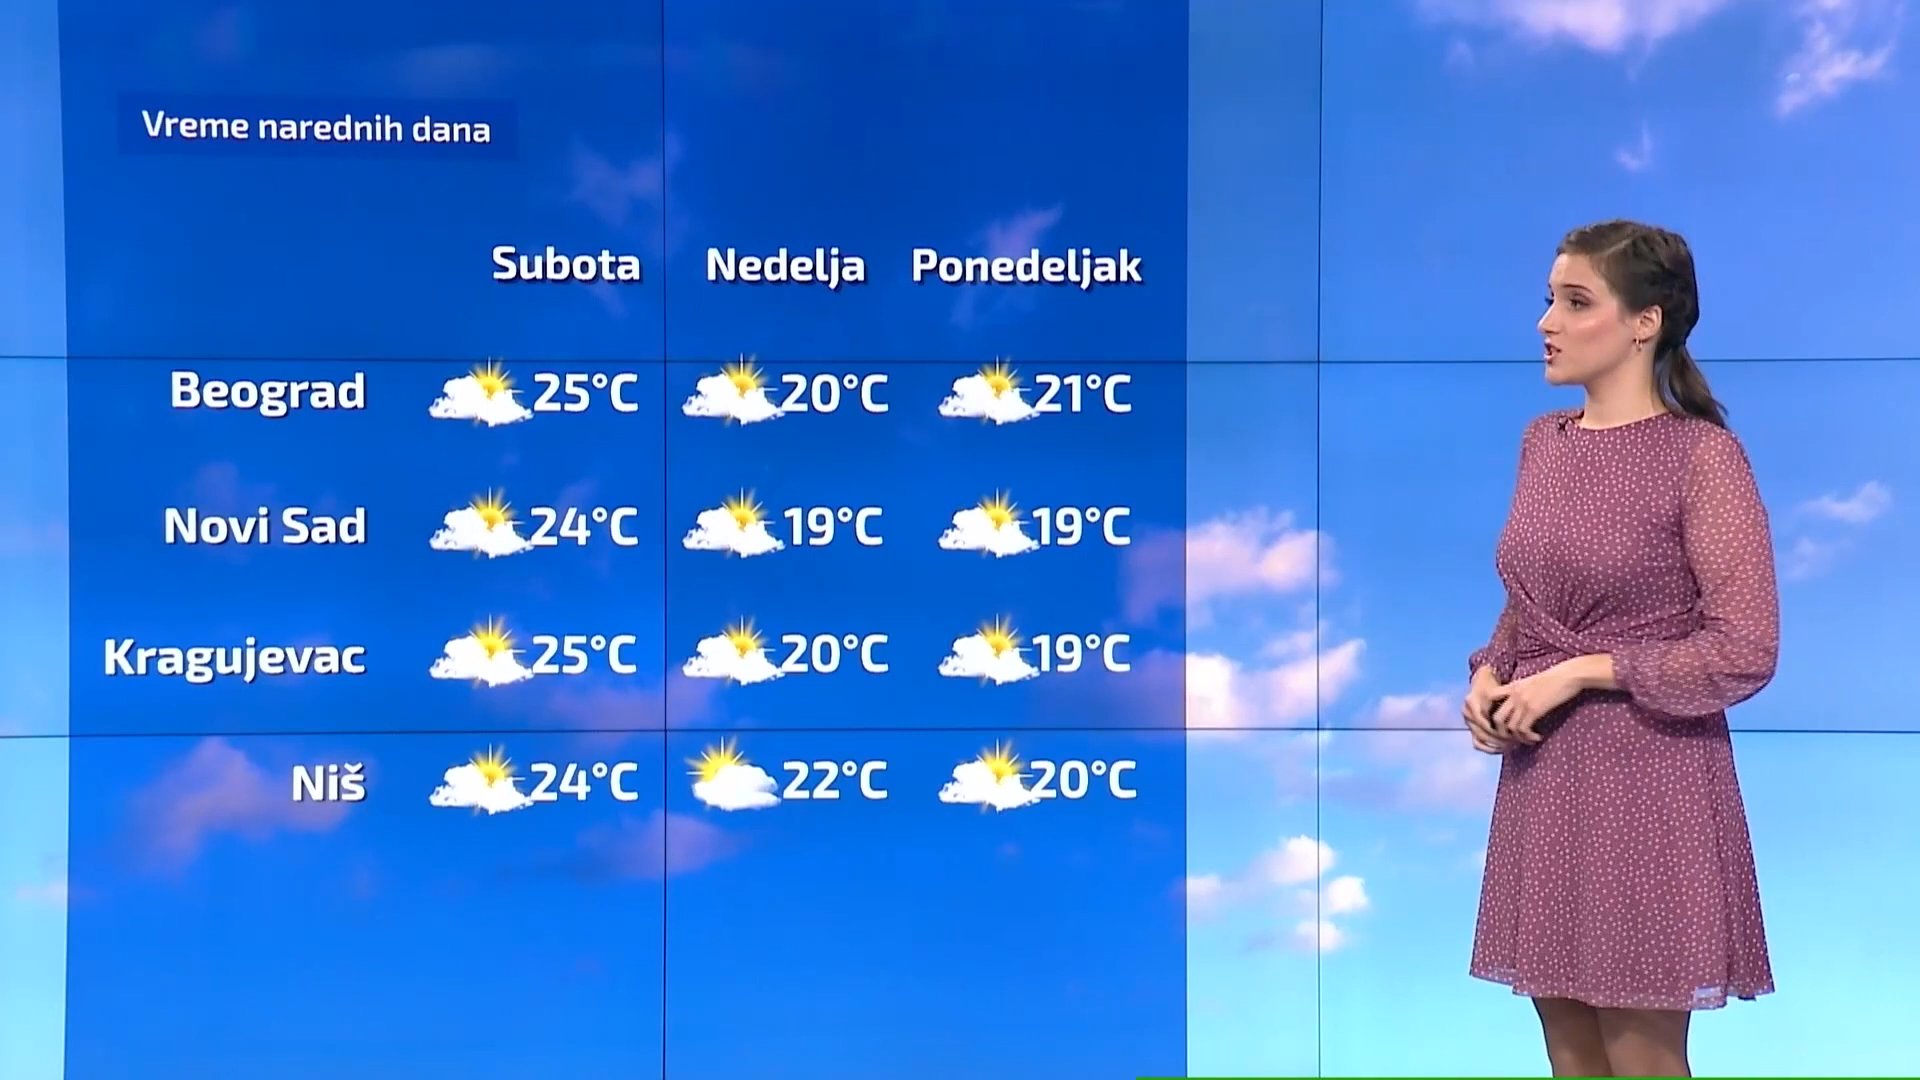 Vreme narednih dana
Subota Nedelja Ponedeljak
Beograd 25°C 20°C 21°C
Novi Sad 24°C 19°C 19°C
Kragujevac 25°C 20°C 19°C
Niš 24°C 22°C 20°C